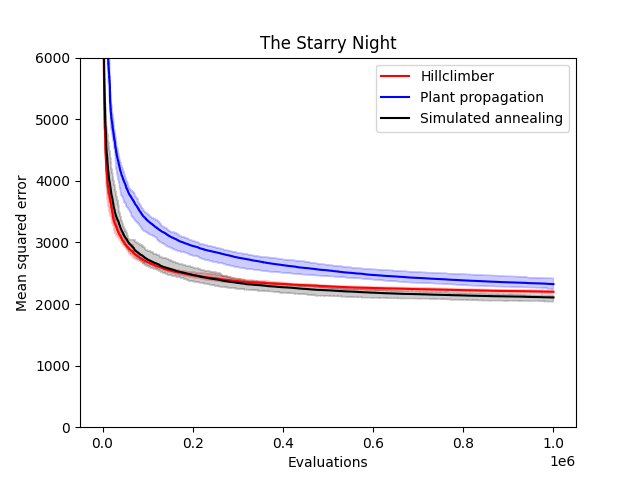 The Starry Night
Hillclimber
Plant propagation
Simulated annealing
Mean squared error
6000
5000
4000
3000
2000
1000
0
0.0 0.2 0.4 0.6 0.8 1.0
1e6
Evaluations